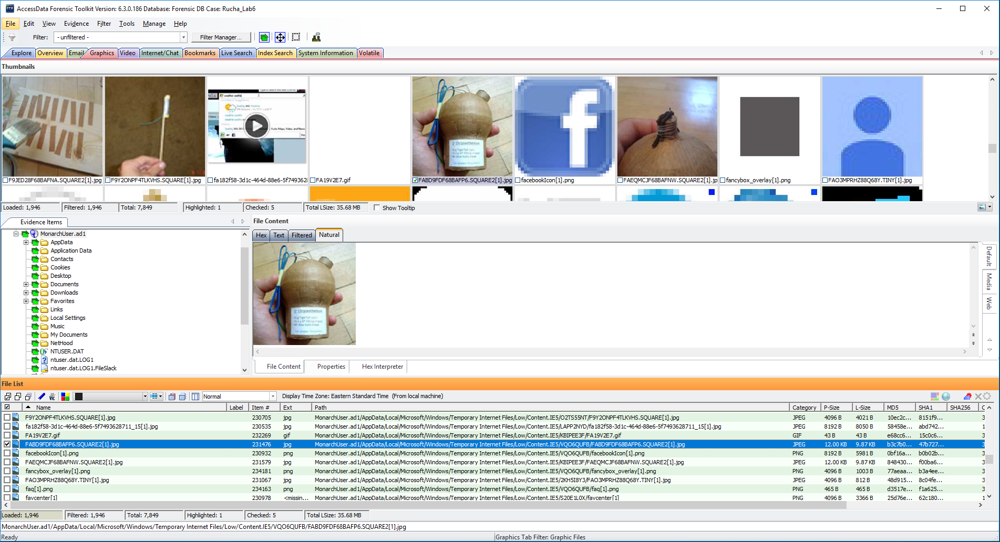 AccessData Forensic Toolkit Version: 6.3.0.186 Database: Forensic DB Case: Rucha_Lab6
File Edit View Evidence Filter Tools Manage Help
Filter: - unfiltered - Filter Manager...
Explore Overview Email Graphics Video Internet/Chat Bookmarks Live Search Index Search System Information Volatile
Thumbnails
F9JED28F68BAFNA.SQUARE2[1].jpg F9Y2ONPF4TLKVHS.SQUARE[1].jpg fa182f58-3d1c-464d-88e6-5f7493628 FA19V2E7.gif FABD9FDF68BAFP6.SQUARE2[1].jpg facebookIcon[1].png FAEQMCJF68BAFNW.SQUARE2[1].jp fancybox_overlay[1].png FAO3MPRHZ88Q68Y.TINY[1].jpg
Loaded: 1,946 Filtered: 1,946 Total: 7,849 Highlighted: 1 Checked: 5 Total LSize: 35.68 MB Show Tooltip
Evidence Items
MonarchUser.ad1
AppData
Application Data
Contacts
Cookies
Desktop
Documents
Downloads
Favorites
Links
Local Settings
Music
My Documents
NetHood
NTUSER.DAT
ntuser.dat.LOG1
ntuser.dat.LOG1.FileSlack
File Content
Hex Text Filtered Natural
2" Chrysanthemum
Default
Media
Web
File Content Properties Hex Interpreter
File List
Normal Display Time Zone: Eastern Standard Time (From local machine)
Name Label Item # Ext Path Category P-Size L-Size MD5 SHA1 SHA256 C
F9Y2ONPF4TLKVHS.SQUARE[1].jpg 230705 jpg MonarchUser.ad1/AppData/Local/Microsoft/Windows/Temporary Internet Files/Low/Content.IE5/O2TS55NT/F9Y2ONPF4TLKVHS.SQUARE[1].jpg JPEG 4096 B 4021 B 10ec2c... 8151f9... 3
fa182f58-3d1c-464d-88e6-5f7493628711_15[1].jpg 230535 jpg MonarchUser.ad1/AppData/Local/Microsoft/Windows/Temporary Internet Files/Low/Content.IE5/LAPP2NYD/fa182f58-3d1c-464d-88e6-5f7493628711_15[1].jpg JPEG 8192 B 8050 B 58458e... abd742... 1
FA19V2E7.gif 232269 gif MonarchUser.ad1/AppData/Local/Microsoft/Windows/Temporary Internet Files/Low/Content.IE5/KBIPEE3F/FA19V2E7.gif GIF 43 B 43 B e68cc6... 15c0c6... 3
FABD9FDF68BAFP6.SQUARE2[1].jpg 231476 jpg MonarchUser.ad1/AppData/Local/Microsoft/Windows/Temporary Internet Files/Low/Content.IE5/VQO6QUFB/FABD9FDF68BAFP6.SQUARE2[1].jpg JPEG 12.00 KB 9.87 KB b3c7b0... 47b727... 3
facebookIcon[1].png 230932 png MonarchUser.ad1/AppData/Local/Microsoft/Windows/Temporary Internet Files/Low/Content.IE5/VQO6QUFB/facebookIcon[1].png PNG 8192 B 5981 B 0bf16a... b0b02b... 3
FAEQMCJF68BAFNW.SQUARE2[1].jpg 231579 jpg MonarchUser.ad1/AppData/Local/Microsoft/Windows/Temporary Internet Files/Low/Content.IE5/KBIPEE3F/FAEQMCJF68BAFNW.SQUARE2[1].jpg JPEG 12.00 KB 9.87 KB 848430... f00ba6... 3
fancybox_overlay[1].png 234181 png MonarchUser.ad1/AppData/Local/Microsoft/Windows/Temporary Internet Files/Low/Content.IE5/VQO6QUFB/fancybox_overlay[1].png PNG 4096 B 1003 B 77aeaa... b3a4ee... 3
FAO3MPRHZ88Q68Y.TINY[1].jpg 231067 jpg MonarchUser.ad1/AppData/Local/Microsoft/Windows/Temporary Internet Files/Low/Content.IE5/2KH5I8Y3/FAO3MPRHZ88Q68Y.TINY[1].jpg JPEG 4096 B 812 B 48d915... 8c04fe... 3
faq[1].png 234163 png MonarchUser.ad1/AppData/Local/Microsoft/Windows/Temporary Internet Files/Low/Content.IE5/VQO6QUFB/faq[1].png PNG 465 B 465 B d3517e... f1a625... 3
favcenter[1] 230978 <missin... MonarchUser.ad1/AppData/Local/Microsoft/Windows/Temporary Internet Files/Low/Content.IE5/S20E1L0X/favcenter[1] PNG 4096 B 3366 B 25d76e... 62c180... 3
Loaded: 1,946 Filtered: 1,946 Total: 7,849 Highlighted: 1 Checked: 5 Total LSize: 35.68 MB
MonarchUser.ad1/AppData/Local/Microsoft/Windows/Temporary Internet Files/Low/Content.IE5/VQO6QUFB/FABD9FDF68BAFP6.SQUARE2[1].jpg
Ready Graphics Tab Filter: Graphic Files